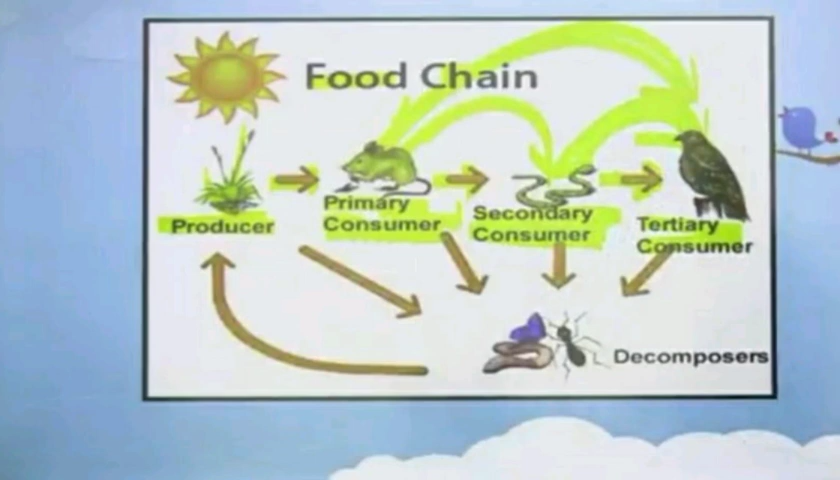 Food Chain
Producer
Primary
Consumer
Secondary
Consumer
Tertiary
Consumer
Decomposers